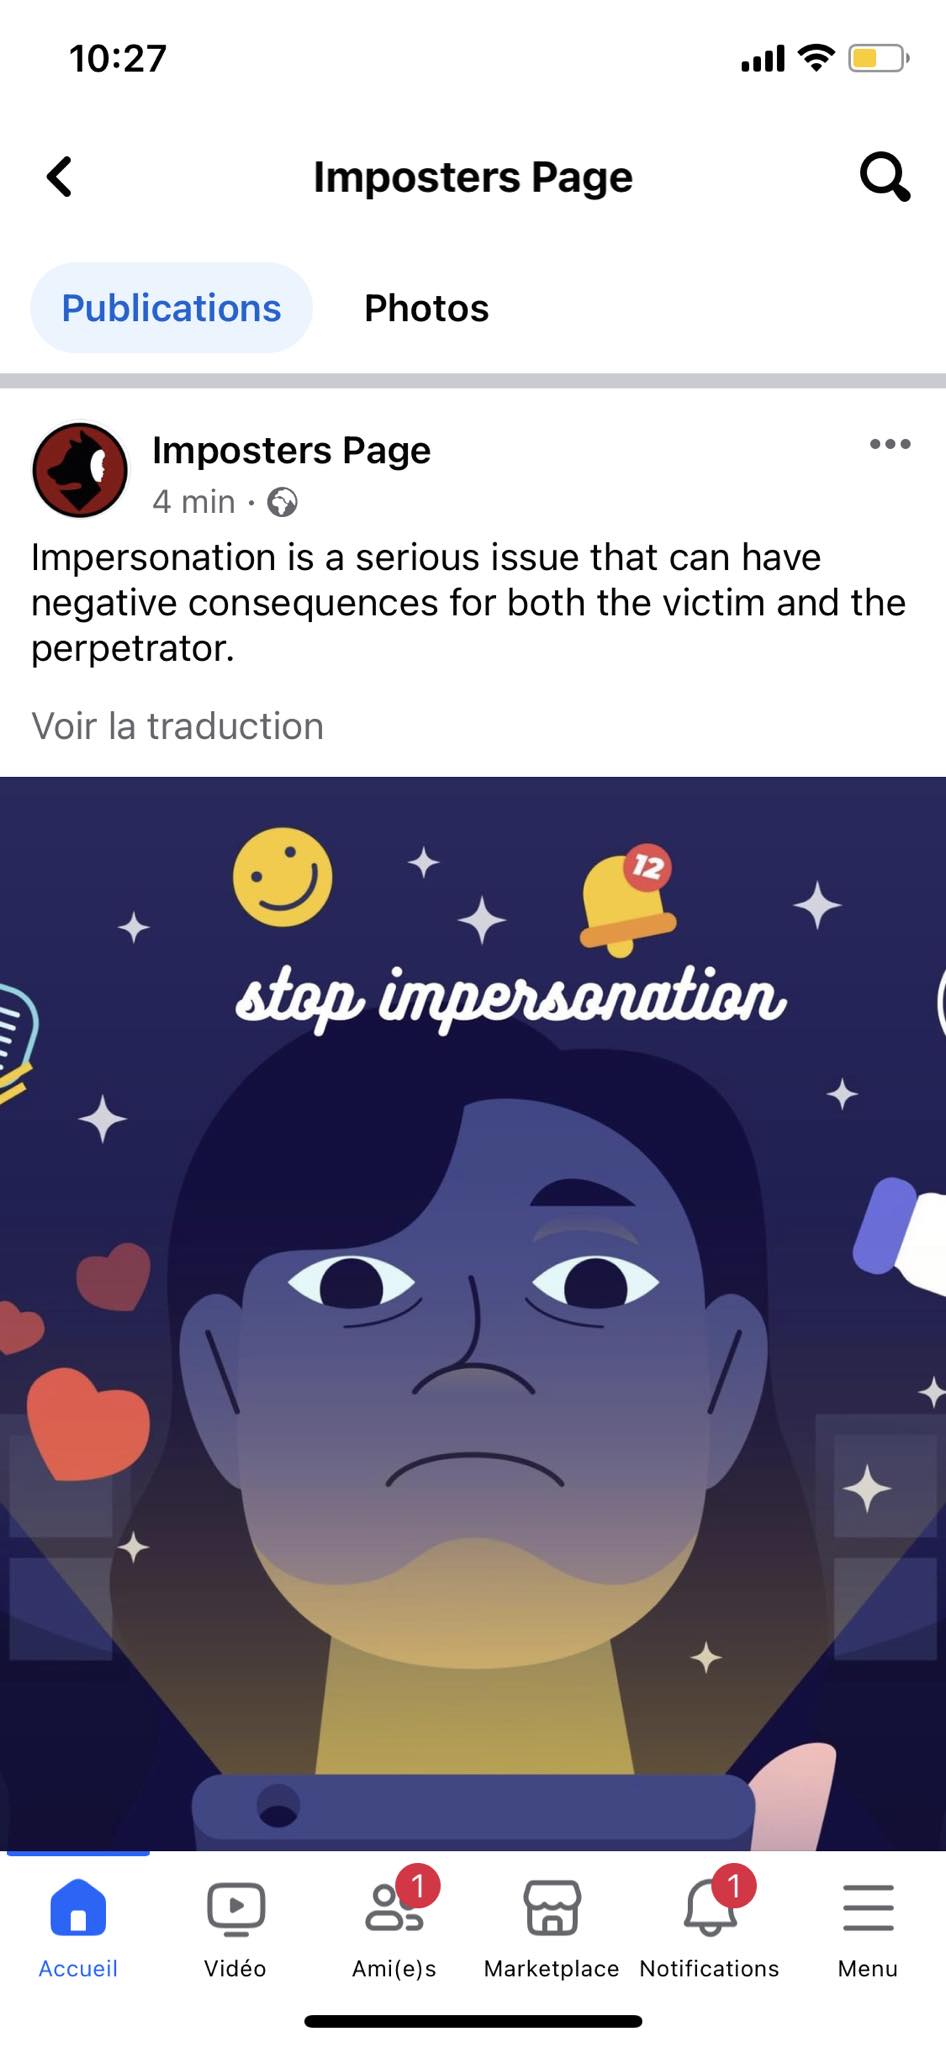 10:27
Imposters Page
Publications
Photos
Imposters Page
4 min ·
Impersonation is a serious issue that can have
negative consequences for both the victim and the
perpetrator.
Voir la traduction
12
stop impersonation
1
1
Accueil
Vidéo
Ami(e)s
Marketplace
Notifications
Menu